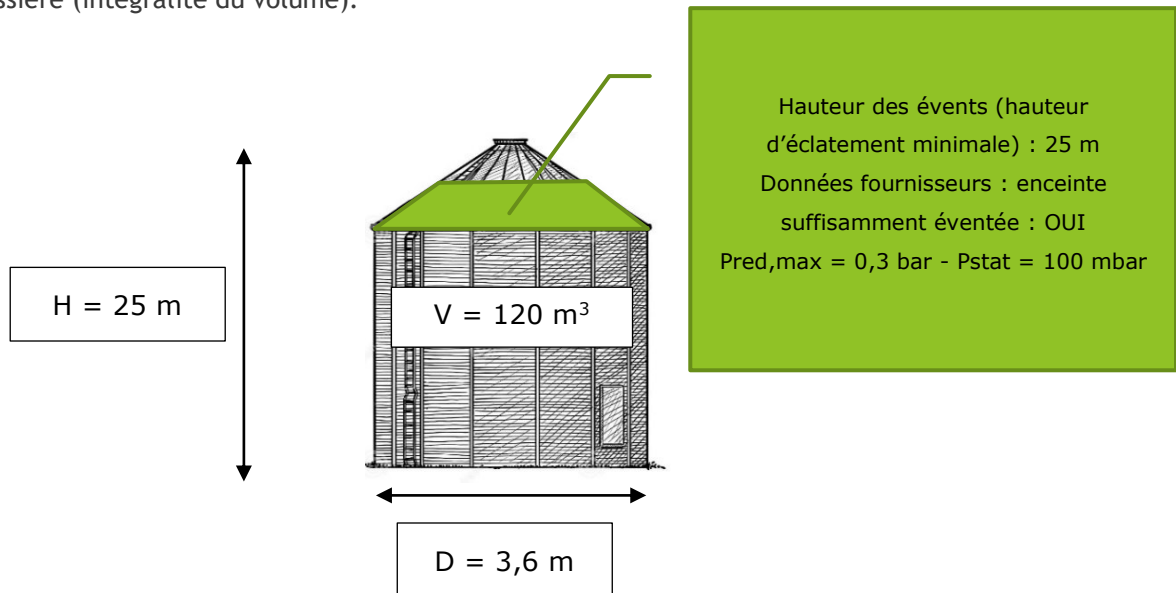 (intégralité du volume).
Hauteur des évents (hauteur
d'éclatement minimale) : 25 m
Données fournisseurs : enceinte
suffisamment éventée : OUI
Pred,max = 0,3 bar - Pstat = 100 mbar
H = 25 m
V = 120 m³
D = 3,6 m